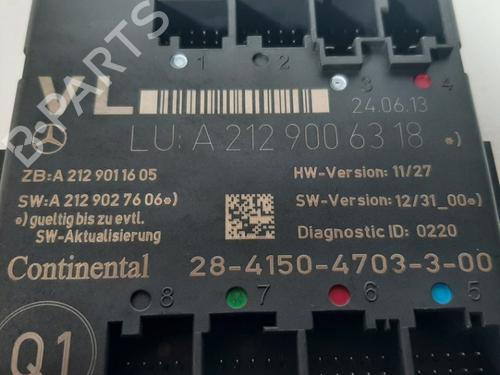 B-PARTS
1 2 3 4
VL
24.06.13
LU: A 212 900 63 18 *)
ZB: A 212 901 16 05
HW-Version: 11/27
SW: A 212 902 76 06*)
SW-Version: 12/31_00*)
*) gueltig bis zu evtl.
SW-Aktualisierung
Diagnostic ID: 0220
Continental 28-4150-4703-3-00
8 7 6 5
Q1